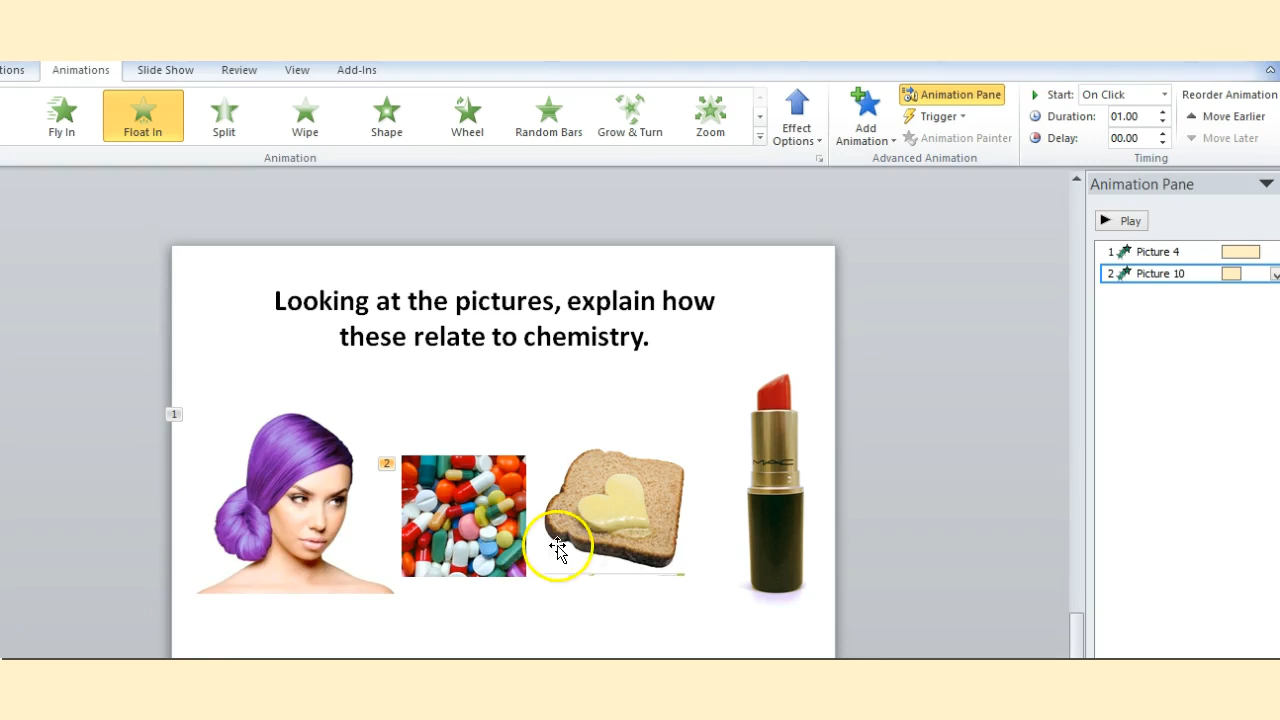 tions Animations Slide Show Review View Add-Ins
Fly In Float In Split Wipe Shape Wheel Random Bars Grow & Turn Zoom
Animation
Effect
Options
Add
Animation
Animation Pane
Trigger
Animation Painter
Advanced Animation
Start: On Click
Duration: 01.00
Delay: 00.00
Reorder Animation
Move Earlier
Move Later
Timing
Animation Pane
Play
1 Picture 4
2 Picture 10
Looking at the pictures, explain how
these relate to chemistry.
1
2
MAC